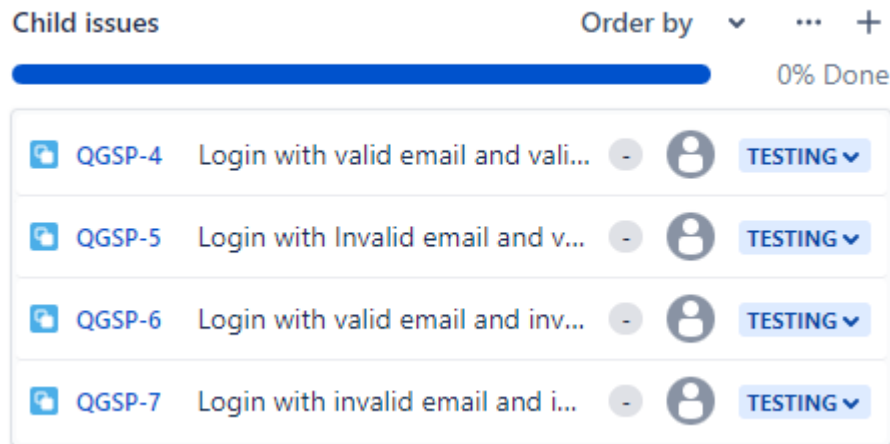 Child issues Order by ...
0% Done
QGSP-4 Login with valid email and vali... - TESTING
QGSP-5 Login with Invalid email and v... - TESTING
QGSP-6 Login with valid email and inv... - TESTING
QGSP-7 Login with invalid email and i... - TESTING